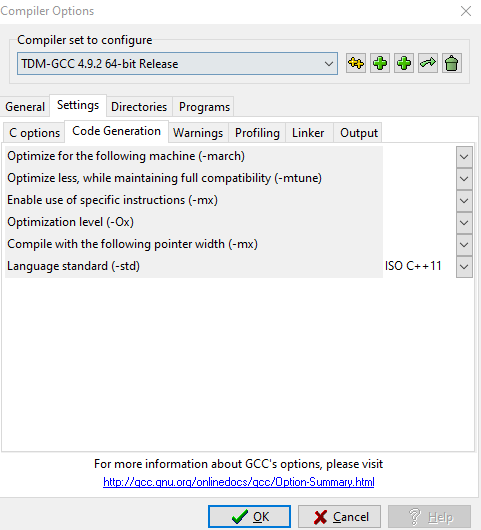 Compiler Options
Compiler set to configure
TDM-GCC 4.9.2 64-bit Release
General Settings Directories Programs
C options Code Generation Warnings Profiling Linker Output
Optimize for the following machine (-march)
Optimize less, while maintaining full compatibility (-mtune)
Enable use of specific instructions (-mx)
Optimization level (-Ox)
Compile with the following pointer width (-mx)
Language standard (-std) ISO C++11
For more information about GCC's options, please visit
http://gcc.gnu.org/onlinedocs/gcc/Option-Summary.html
OK Cancel Help